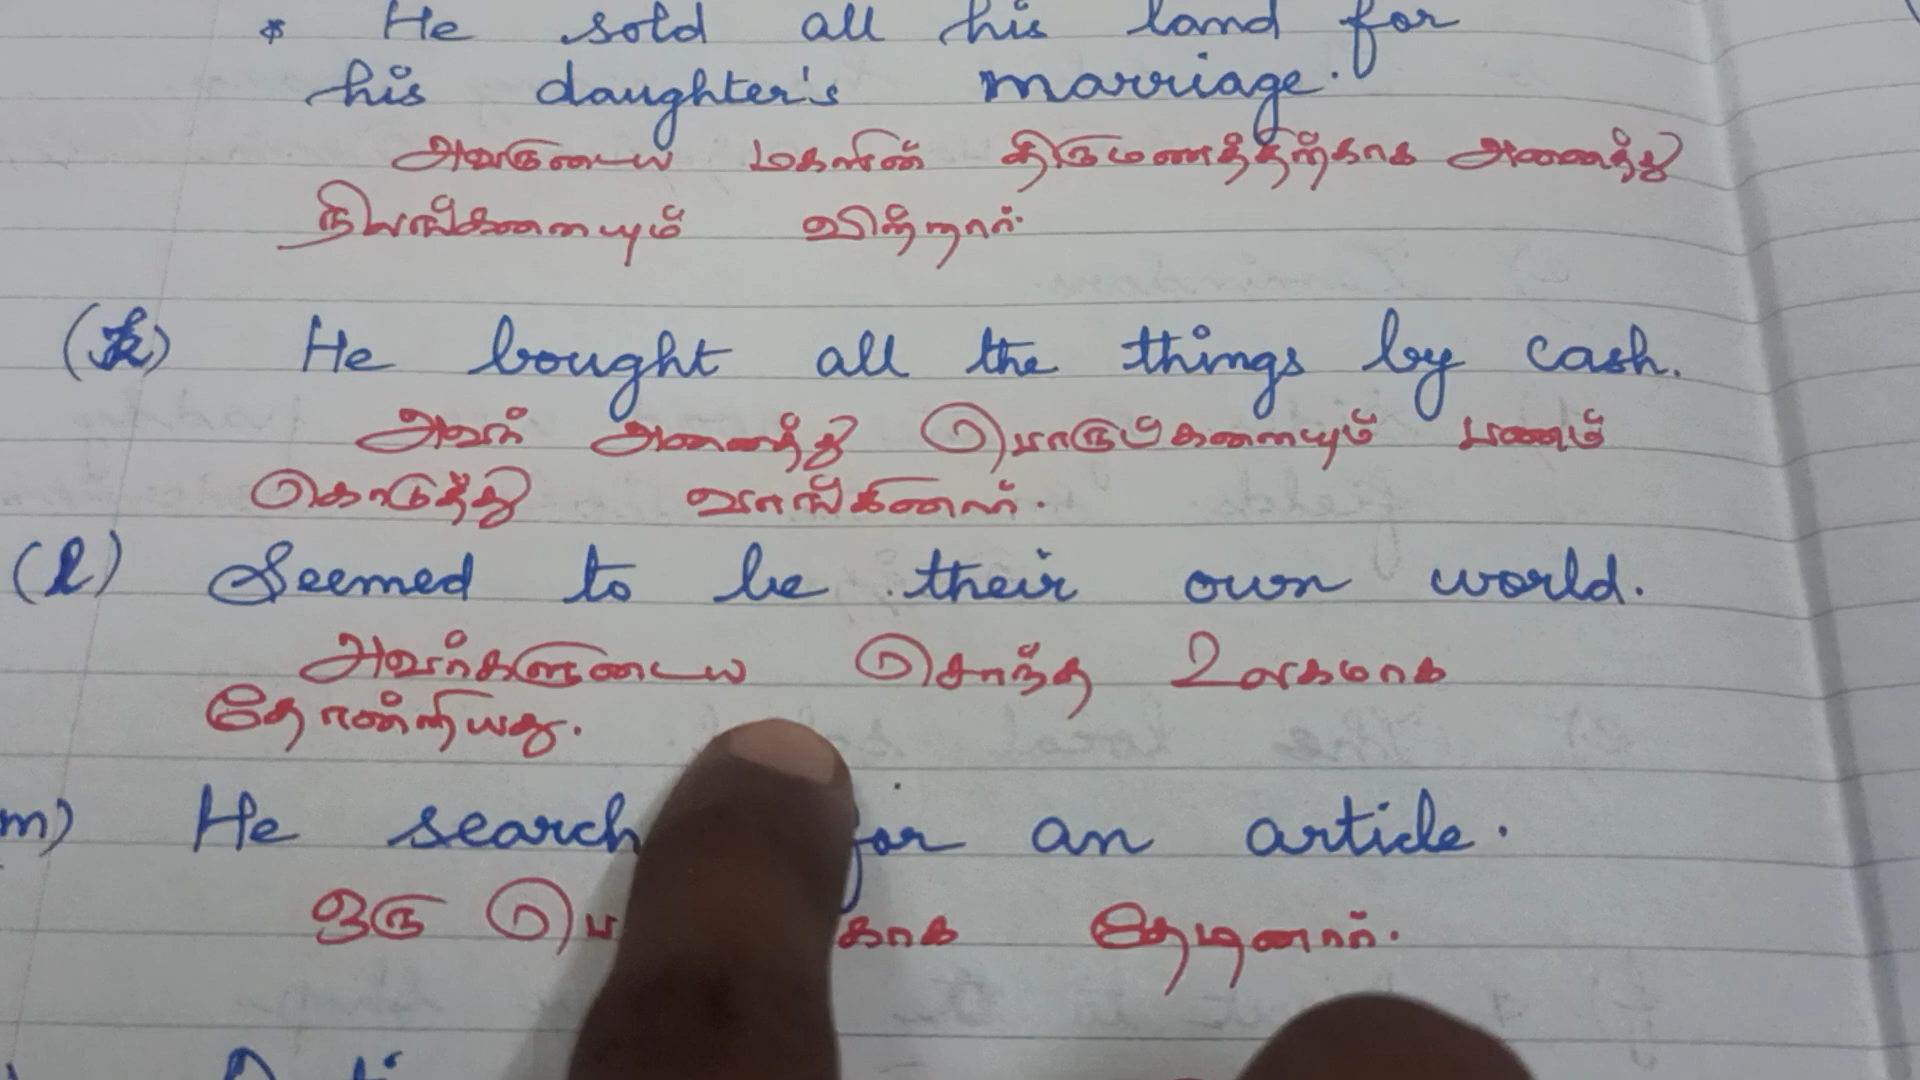 * He sold all his land for
his daughter's marriage.
அவருடைய மகளின் திருமணத்திற்காக அனைத்து
நிலங்களையும் விற்றார்.
(k) He bought all the things by cash.
அவர் அனைத்து பொருட்களையும் பணம்
கொடுத்து வாங்கினார்.
(l) Seemed to be their own world.
அவர்களுடைய சொந்த உலகமாக
தோன்றியது.
m) He search for an article.
ஒரு காக தேடினார்.